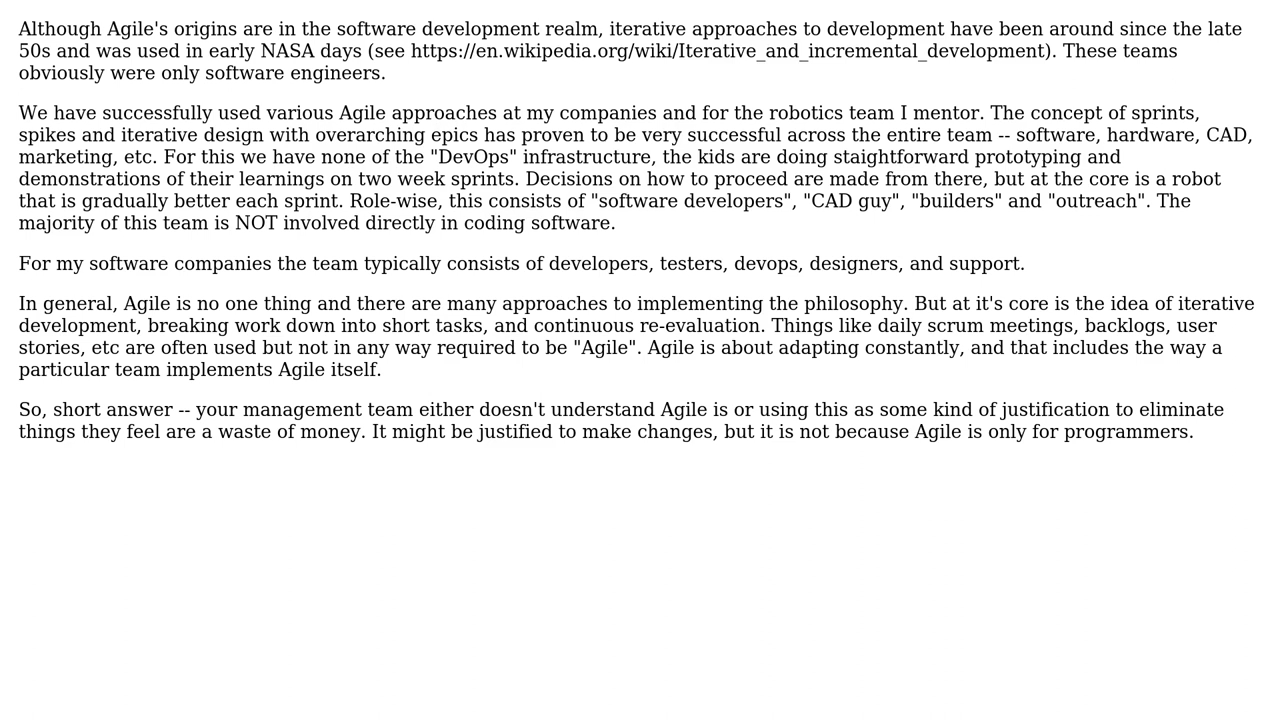 Although Agile's origins are in the software development realm, iterative approaches to development have been around since the late
50s and was used in early NASA days (see https://en.wikipedia.org/wiki/Iterative_and_incremental_development). These teams
obviously were only software engineers.
We have successfully used various Agile approaches at my companies and for the robotics team I mentor. The concept of sprints,
spikes and iterative design with overarching epics has proven to be very successful across the entire team -- software, hardware, CAD,
marketing, etc. For this we have none of the "DevOps" infrastructure, the kids are doing staightforward prototyping and
demonstrations of their learnings on two week sprints. Decisions on how to proceed are made from there, but at the core is a robot
that is gradually better each sprint. Role-wise, this consists of "software developers", "CAD guy", "builders" and "outreach". The
majority of this team is NOT involved directly in coding software.
For my software companies the team typically consists of developers, testers, devops, designers, and support.
In general, Agile is no one thing and there are many approaches to implementing the philosophy. But at it's core is the idea of iterative
development, breaking work down into short tasks, and continuous re-evaluation. Things like daily scrum meetings, backlogs, user
stories, etc are often used but not in any way required to be "Agile". Agile is about adapting constantly, and that includes the way a
particular team implements Agile itself.
So, short answer -- your management team either doesn't understand Agile is or using this as some kind of justification to eliminate
things they feel are a waste of money. It might be justified to make changes, but it is not because Agile is only for programmers.